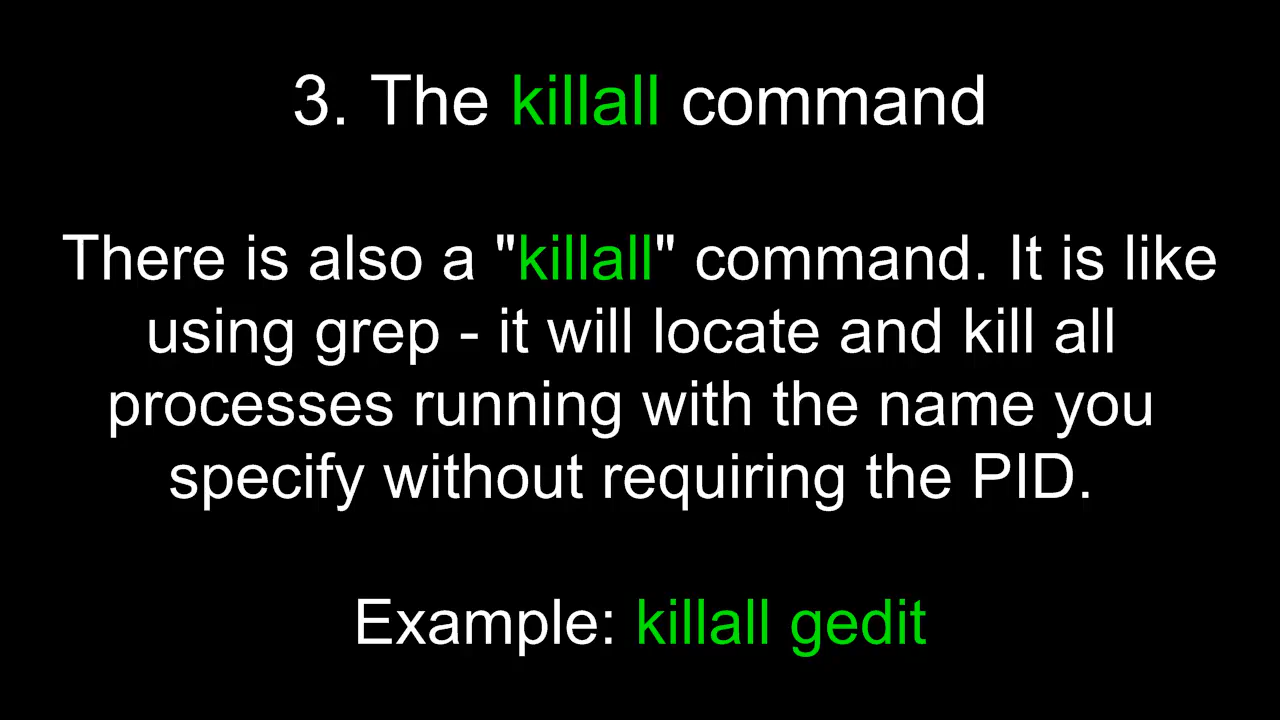 3. The killall command
There is also a "killall" command. It is like
using grep - it will locate and kill all
processes running with the name you
specify without requiring the PID.
Example: killall gedit